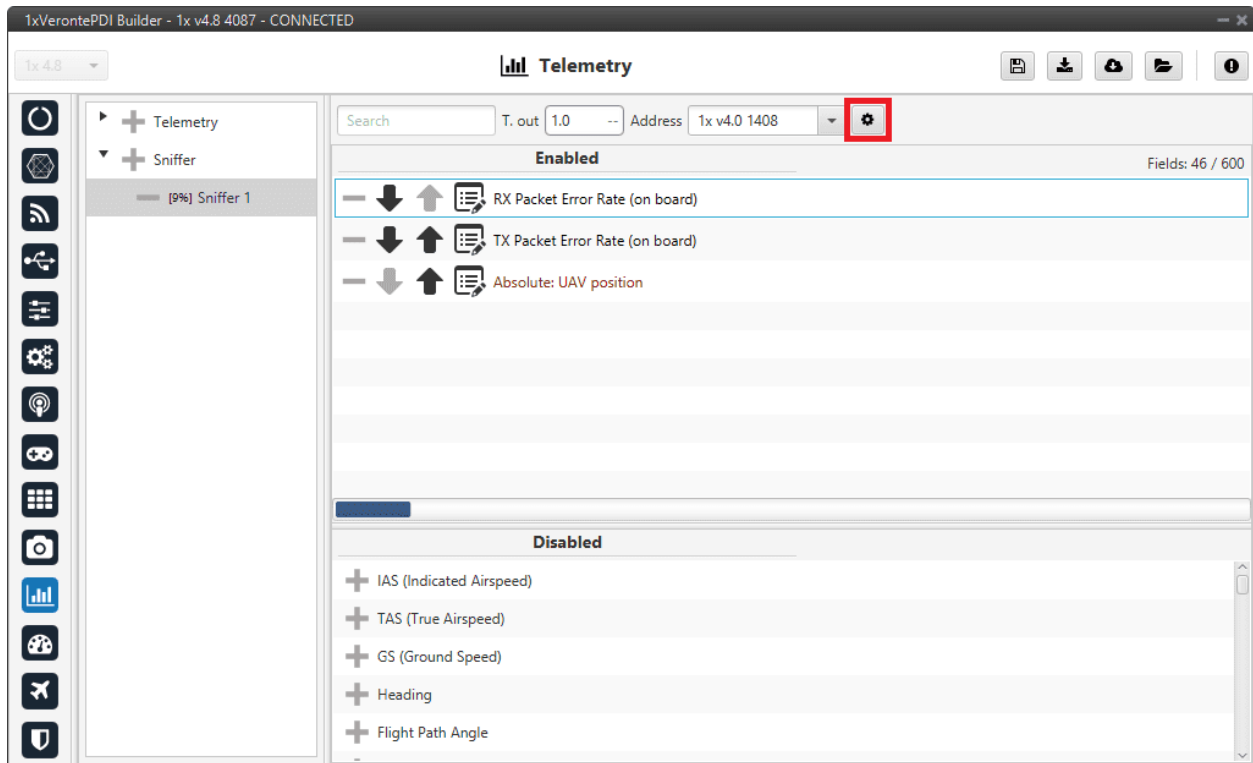 1xVerontePDI Builder - 1x v4.8 4087 - CONNECTED
1x 4.8
Telemetry
Telemetry
Sniffer
[9%] Sniffer 1
Search
T. out 1.0 -- Address 1x v4.0 1408
Enabled
Fields: 46 / 600
RX Packet Error Rate (on board)
TX Packet Error Rate (on board)
Absolute: UAV position
Disabled
IAS (Indicated Airspeed)
TAS (True Airspeed)
GS (Ground Speed)
Heading
Flight Path Angle